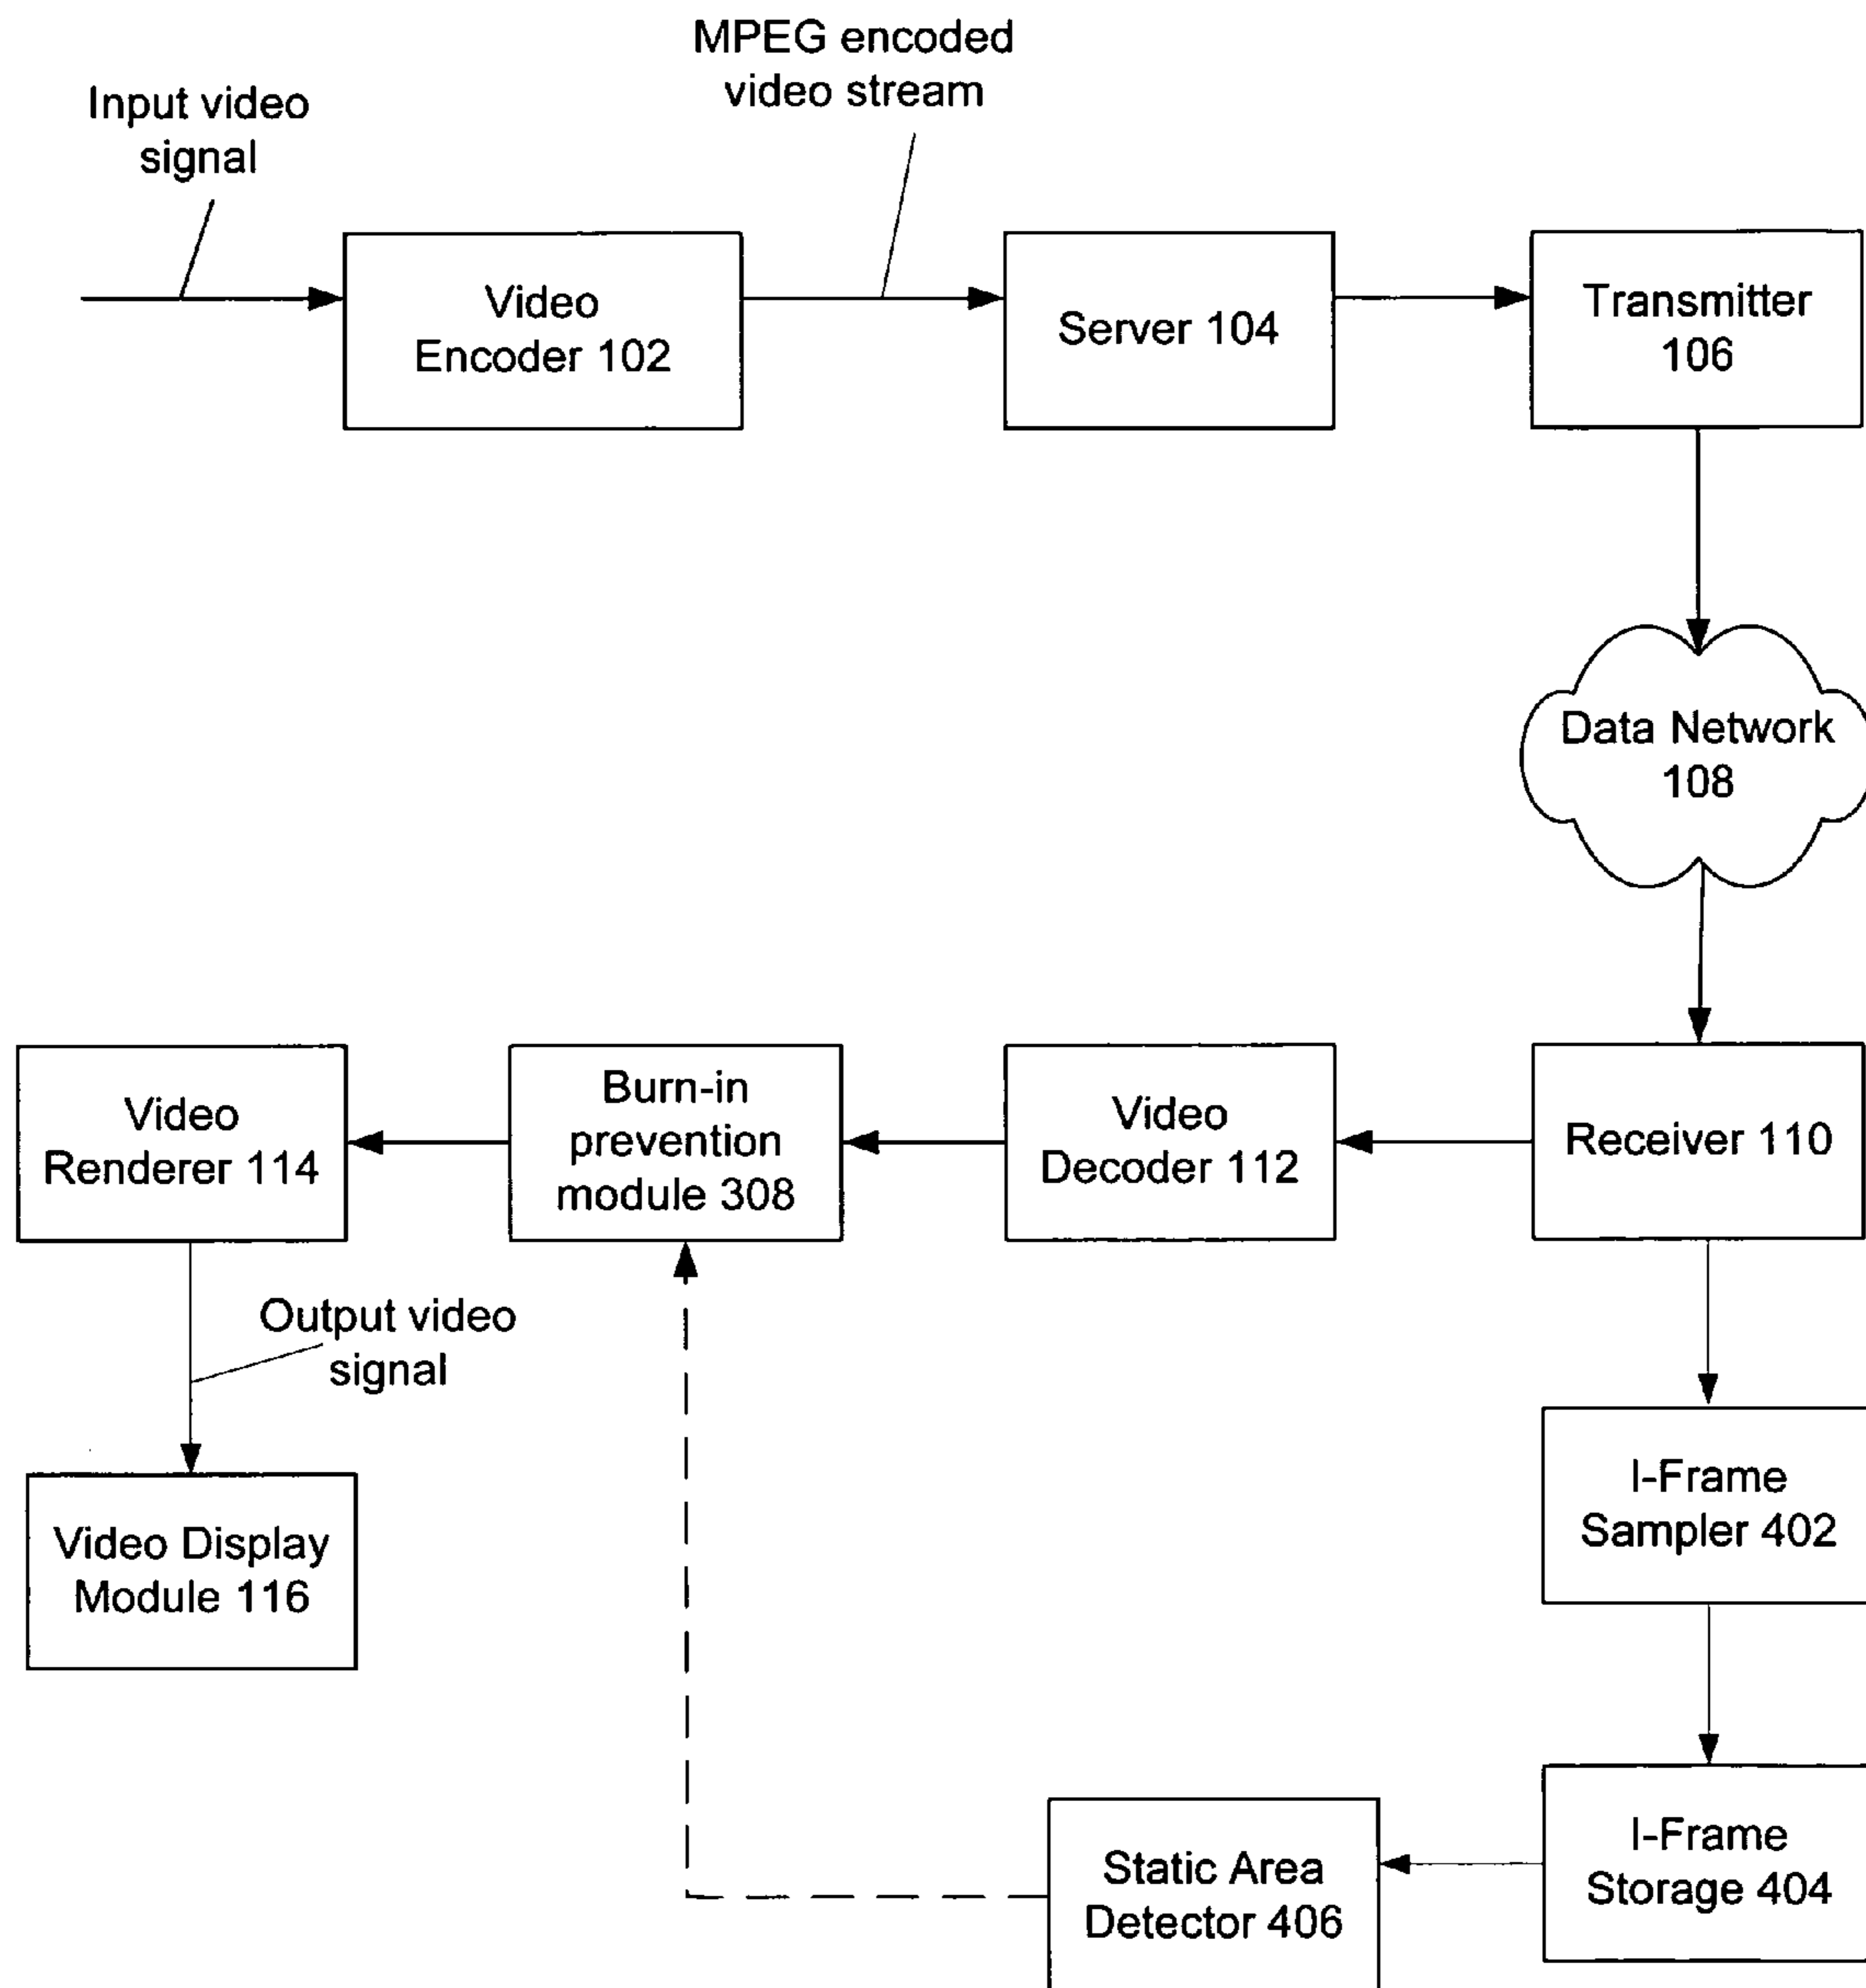 MPEG encoded
video stream
Input video
signal
Video
Encoder 102
Server 104
Transmitter
106
Data Network
108
Video
Renderer 114
Burn-in
prevention
module 308
Video
Decoder 112
Receiver 110
Output video
signal
Video Display
Module 116
I-Frame
Sampler 402
Static Area
Detector 406
I-Frame
Storage 404